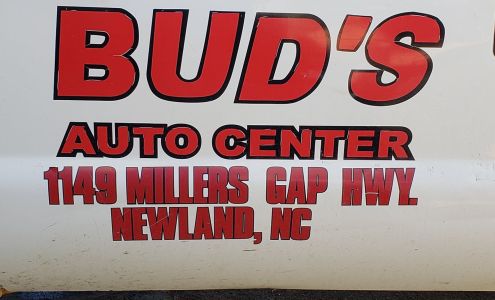 BUD'S
AUTO CENTER
1149 MILLERS GAP HWY.
NEWLAND, NC